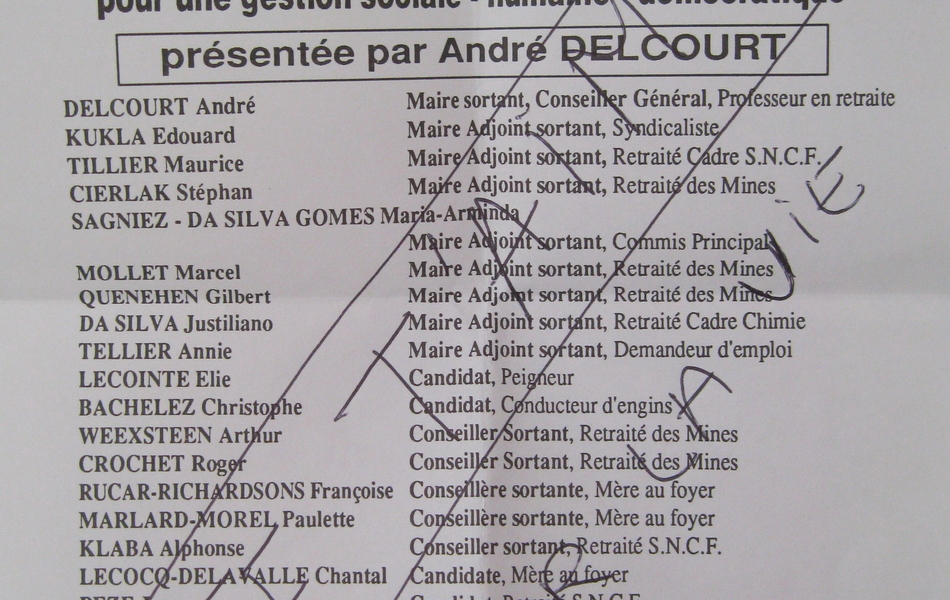 pour une gestion sociale - humaine démocratique
présentée par André DELCOURT
DELCOURT André Maire sortant, Conseiller Général, Professeur en retraite
KUKLA Edouard Maire Adjoint sortant, Syndicaliste
TILLIER Maurice Maire Adjoint sortant, Retraité Cadre S.N.C.F.
CIERLAK Stéphan Maire Adjoint sortant, Retraité des Mines
SAGNIEZ - DA SILVA GOMES Maria-Arminda
Maire Adjoint sortant, Commis Principal
MOLLET Marcel Maire Adjoint sortant, Retraité des Mines
QUENEHEN Gilbert Maire Adjoint sortant, Retraité des Mines
DA SILVA Justiliano Maire Adjoint sortant, Retraité Cadre Chimie
TELLIER Annie Maire Adjoint sortant, Demandeur d'emploi
LECOINTE Elie Candidat, Peigneur
BACHELEZ Christophe Candidat, Conducteur d'engins
WEEXSTEEN Arthur Conseiller Sortant, Retraité des Mines
CROCHET Roger Conseiller Sortant, Retraité des Mines
RUCAR-RICHARDSONS Françoise Conseillère sortante, Mère au foyer
MARLARD-MOREL Paulette Conseillère sortante, Mère au foyer
KLABA Alphonse Conseiller sortant, Retraité S.N.C.F.
LECOCQ-DELAVALLE Chantal Candidate, Mère au foyer